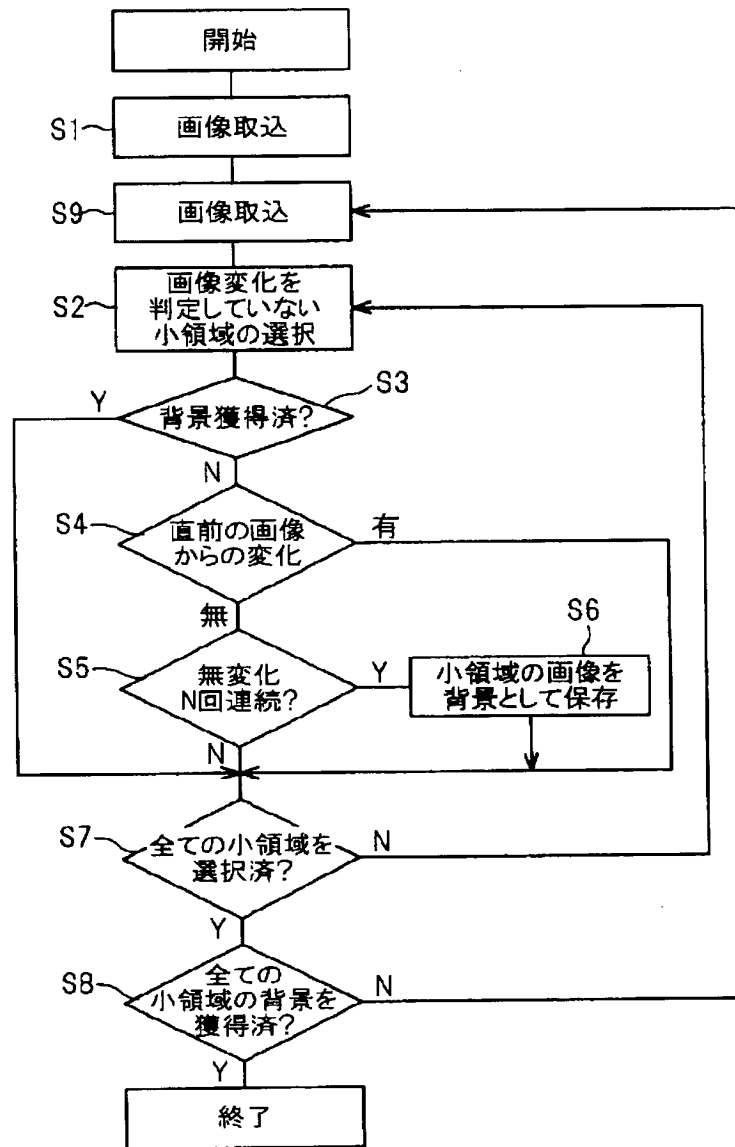 開始
S1
画像取込
S9
画像取込
S2
画像変化を
判定していない
小領域の選択
S3
Y
背景獲得済?
N
S4
直前の画像
からの変化
有
無
S5
無変化
N回連続?
Y
S6
小領域の画像を
背景として保存
N
S7
全ての小領域を
選択済?
N
Y
S8
全ての
小領域の背景を
獲得済?
N
Y
終了